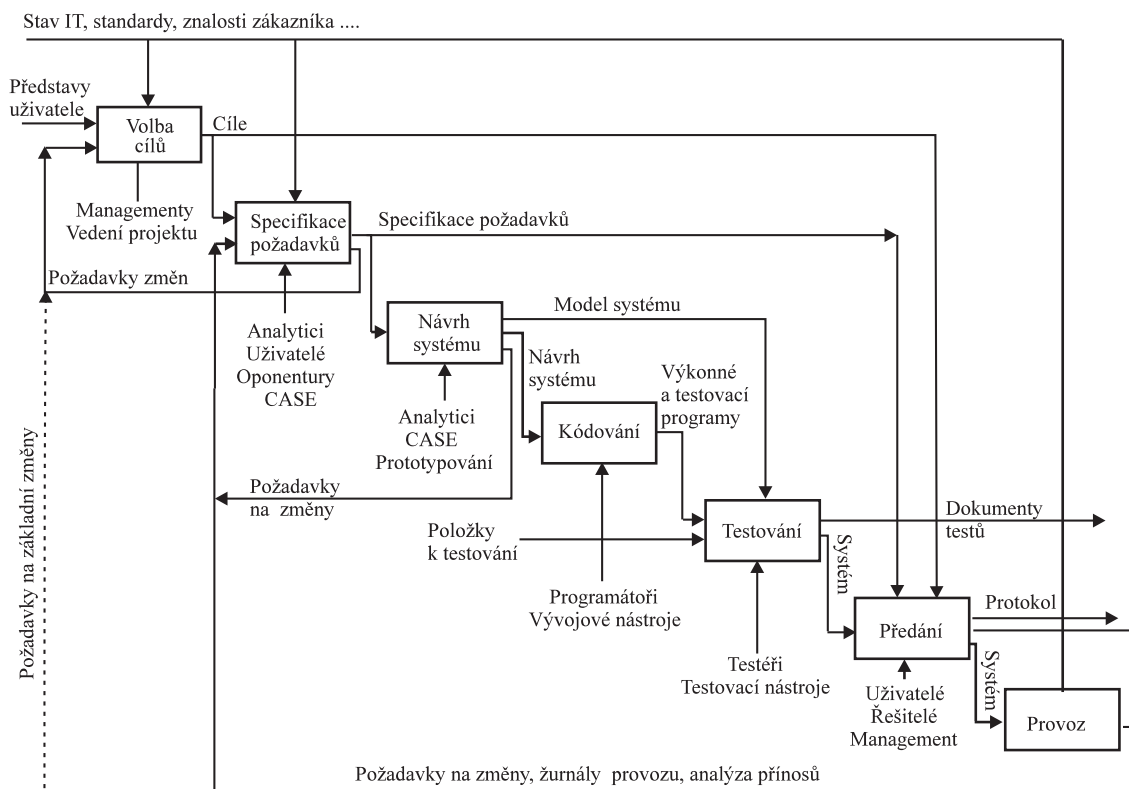 Stav IT, standardy, znalosti zákazníka ....
Představy
uživatele
Volba
cílů
Cíle
Managementy
Vedení projektu
Specifikace
požadavků
Specifikace požadavků
Požadavky změn
Analytici
Uživatelé
Oponentury
CASE
Návrh
systému
Model systému
Návrh
systému
Analytici
CASE
Prototypování
Výkonné
a testovací
programy
Kódování
Požadavky
na změny
Požadavky na základní změny
Položky
k testování
Programátoři
Vývojové nástroje
Testování
Dokumenty
testů
Systém
Testéři
Testovací nástroje
Předání
Protokol
Systém
Uživatelé
Řešitelé
Management
Provoz
Požadavky na změny, žurnály provozu, analýza přínosů